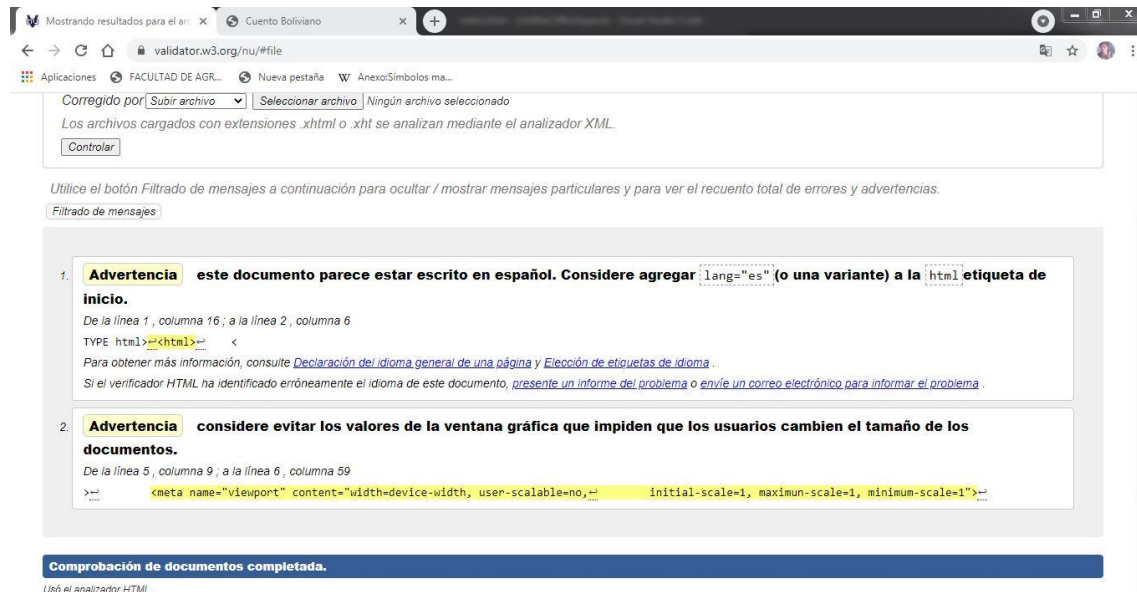 Mostrando resultados para el arc
Cuento Boliviano
validator.w3.org/nu/#file
Aplicaciones FACULTAD DE AGR... Nueva pestaña Anexo:Símbolos ma...
Corregido por Subir archivo Seleccionar archivo Ningún archivo seleccionado
Los archivos cargados con extensiones .xhtml o .xht se analizan mediante el analizador XML.
Controlar
Utilice el botón Filtrado de mensajes a continuación para ocultar / mostrar mensajes particulares y para ver el recuento total de errores y advertencias.
Filtrado de mensajes
1. Advertencia este documento parece estar escrito en español. Considere agregar lang="es" (o una variante) a la html etiqueta de
inicio.
De la línea 1 , columna 16 ; a la línea 2 , columna 6
TYPE html>↩<html>↩ <
Para obtener más información, consulte Declaración del idioma general de una página y Elección de etiquetas de idioma .
Si el verificador HTML ha identificado erróneamente el idioma de este documento, presente un informe del problema o envíe un correo electrónico para informar el problema .
2. Advertencia considere evitar los valores de la ventana gráfica que impiden que los usuarios cambien el tamaño de los
documentos.
De la línea 5 , columna 9 ; a la línea 6 , columna 59
>↩ <meta name="viewport" content="width=device-width, user-scalable=no,↩ initial-scale=1, maximun-scale=1, minimum-scale=1">↩
Comprobación de documentos completada.
Usó el analizador HTML